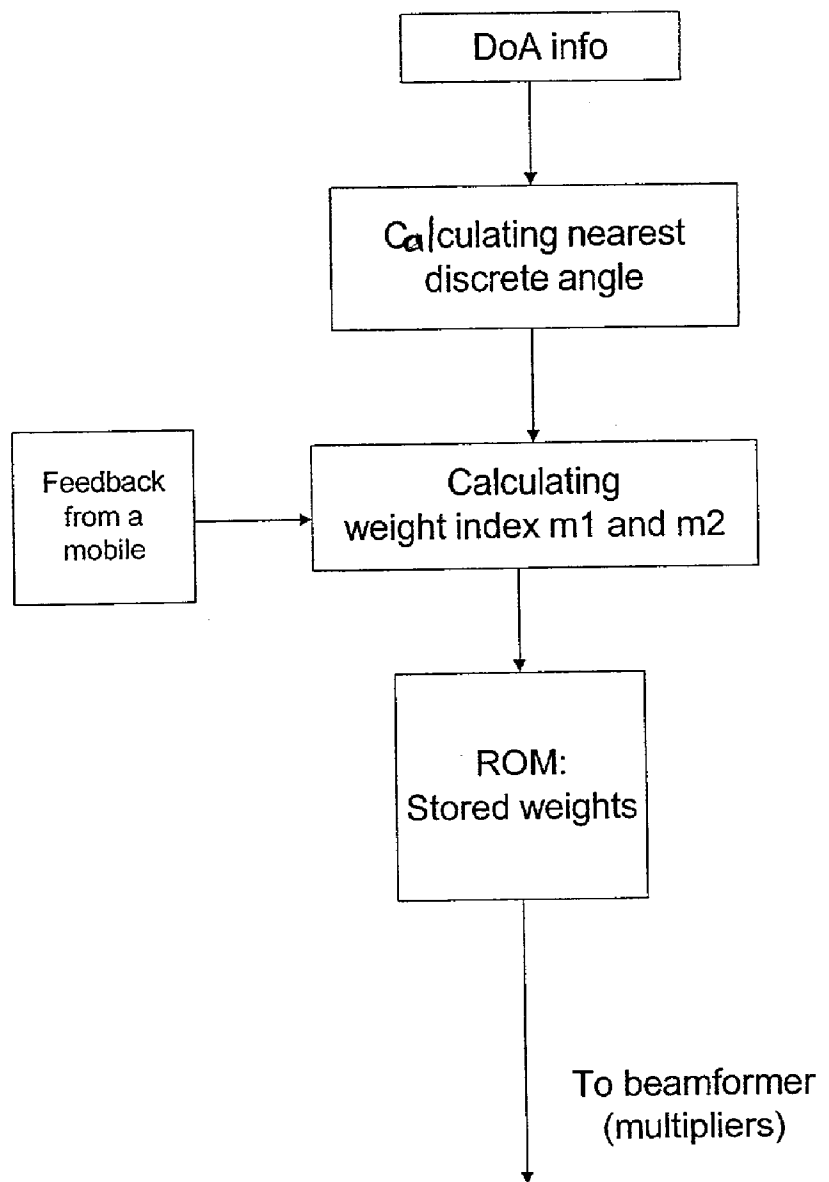 DoA info
Calculating nearest
discrete angle
Feedback
from a
mobile
Calculating
weight index m1 and m2
ROM:
Stored weights
To beamformer
(multipliers)